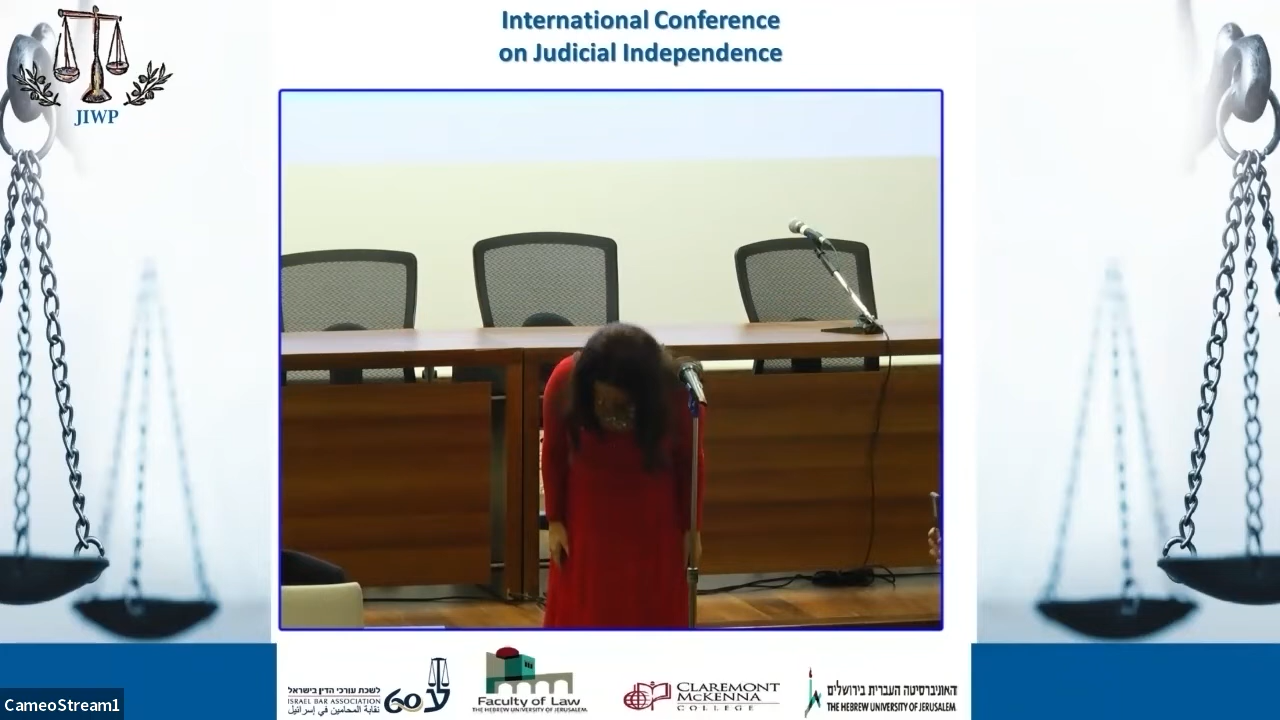 International Conference
on Judicial Independence
JIWP
לשכת עורכי הדין בישראל
ISRAEL BAR ASSOCIATION
نقابة المحامين في إسرائيل
60
Faculty of Law
THE HEBREW UNIVERSITY OF JERUSALEM
CLAREMONT
MCKENNA
COLLEGE
האוניברסיטה העברית בירושלים
THE HEBREW UNIVERSITY OF JERUSALEM
CameoStream1